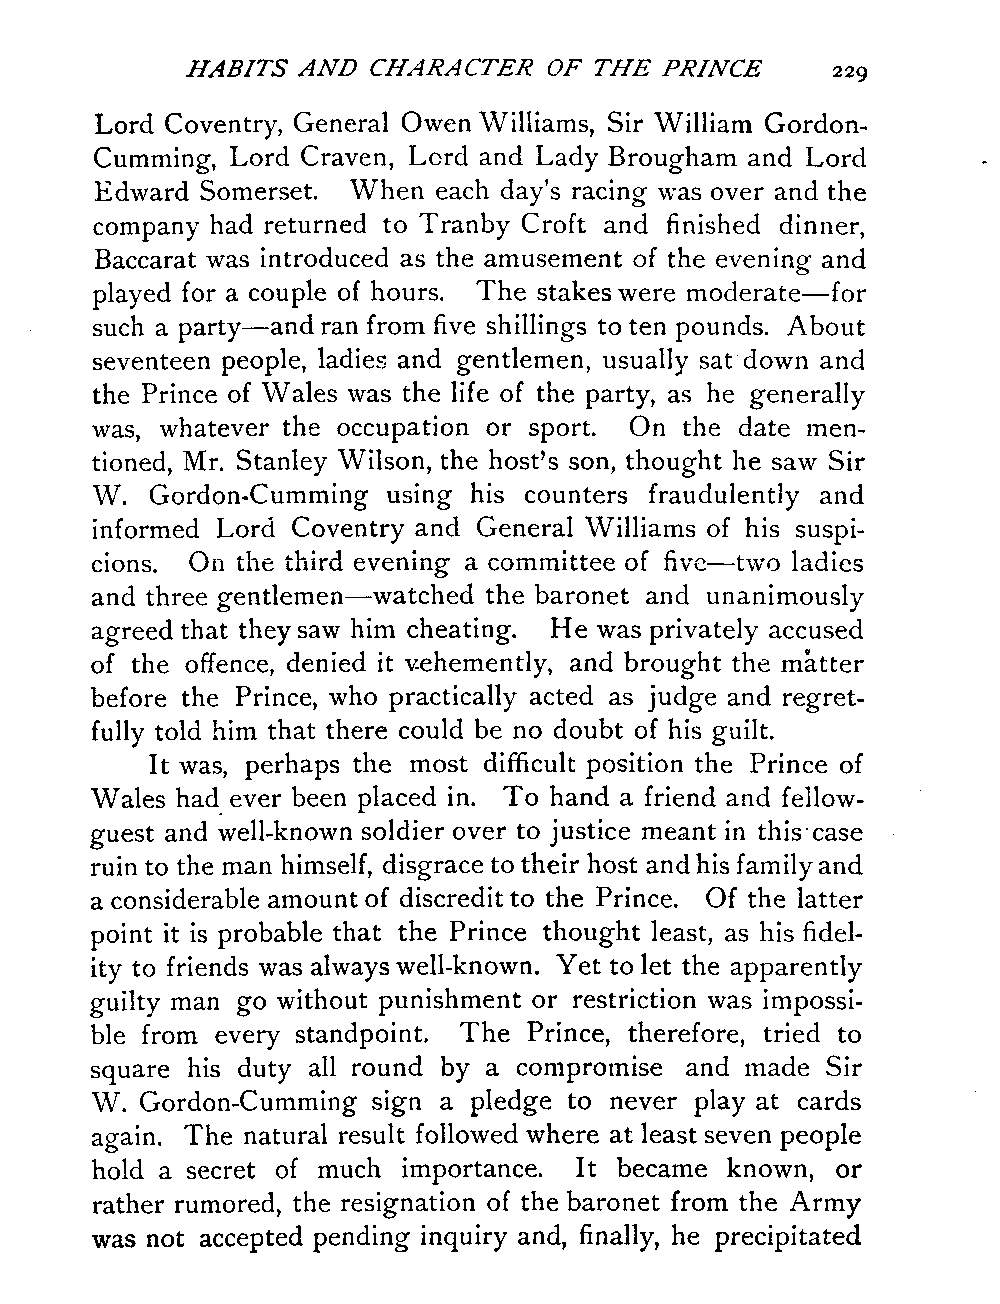 HABITS AND CHARACTER OF THE PRINCE 229
Lord Coventry, General Owen Williams, Sir William Gordon-
Cumming, Lord Craven, Lord and Lady Brougham and Lord
Edward Somerset. When each day's racing was over and the
company had returned to Tranby Croft and finished dinner,
Baccarat was introduced as the amusement of the evening and
played for a couple of hours. The stakes were moderate—for
such a party—and ran from five shillings to ten pounds. About
seventeen people, ladies and gentlemen, usually sat down and
the Prince of Wales was the life of the party, as he generally
was, whatever the occupation or sport. On the date men-
tioned, Mr. Stanley Wilson, the host's son, thought he saw Sir
W. Gordon-Cumming using his counters fraudulently and
informed Lord Coventry and General Williams of his suspi-
cions. On the third evening a committee of five—two ladies
and three gentlemen—watched the baronet and unanimously
agreed that they saw him cheating. He was privately accused
of the offence, denied it vehemently, and brought the matter
before the Prince, who practically acted as judge and regret-
fully told him that there could be no doubt of his guilt.
It was, perhaps the most difficult position the Prince of
Wales had ever been placed in. To hand a friend and fellow-
guest and well-known soldier over to justice meant in this case
ruin to the man himself, disgrace to their host and his family and
a considerable amount of discredit to the Prince. Of the latter
point it is probable that the Prince thought least, as his fidel-
ity to friends was always well-known. Yet to let the apparently
guilty man go without punishment or restriction was impossi-
ble from every standpoint. The Prince, therefore, tried to
square his duty all round by a compromise and made Sir
W. Gordon-Cumming sign a pledge to never play at cards
again. The natural result followed where at least seven people
hold a secret of much importance. It became known, or
rather rumored, the resignation of the baronet from the Army
was not accepted pending inquiry and, finally, he precipitated